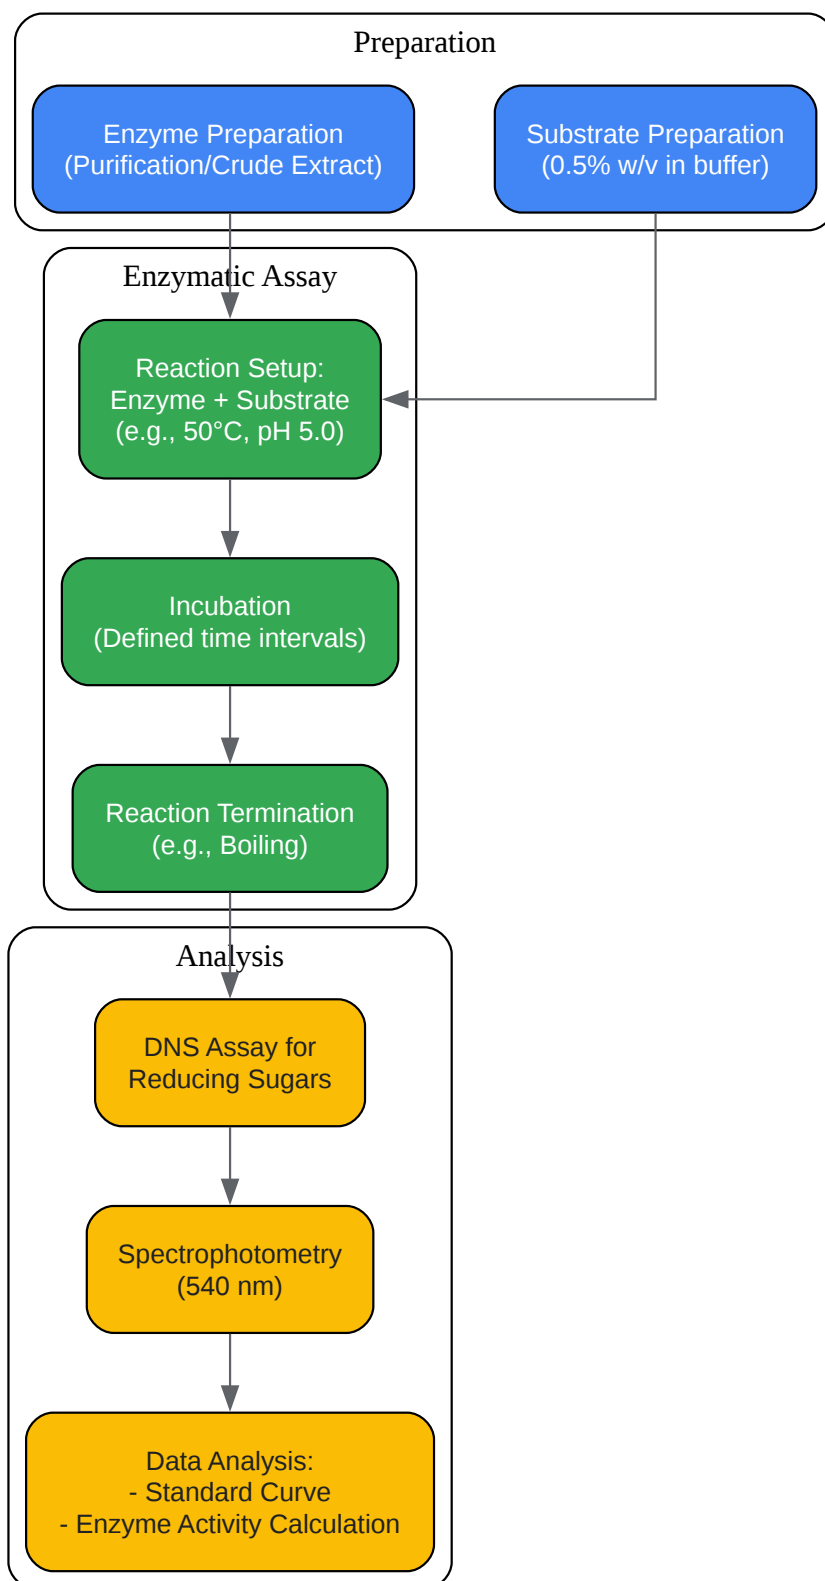 Preparation
Enzyme Preparation
(Purification/Crude Extract)
Substrate Preparation
(0.5% w/v in buffer)
Enzymatic Assay
Reaction Setup:
Enzyme + Substrate
(e.g., 50°C, pH 5.0)
Incubation
(Defined time intervals)
Reaction Termination
(e.g., Boiling)
Analysis
DNS Assay for
Reducing Sugars
Spectrophotometry
(540 nm)
Data Analysis:
- Standard Curve
- Enzyme Activity Calculation